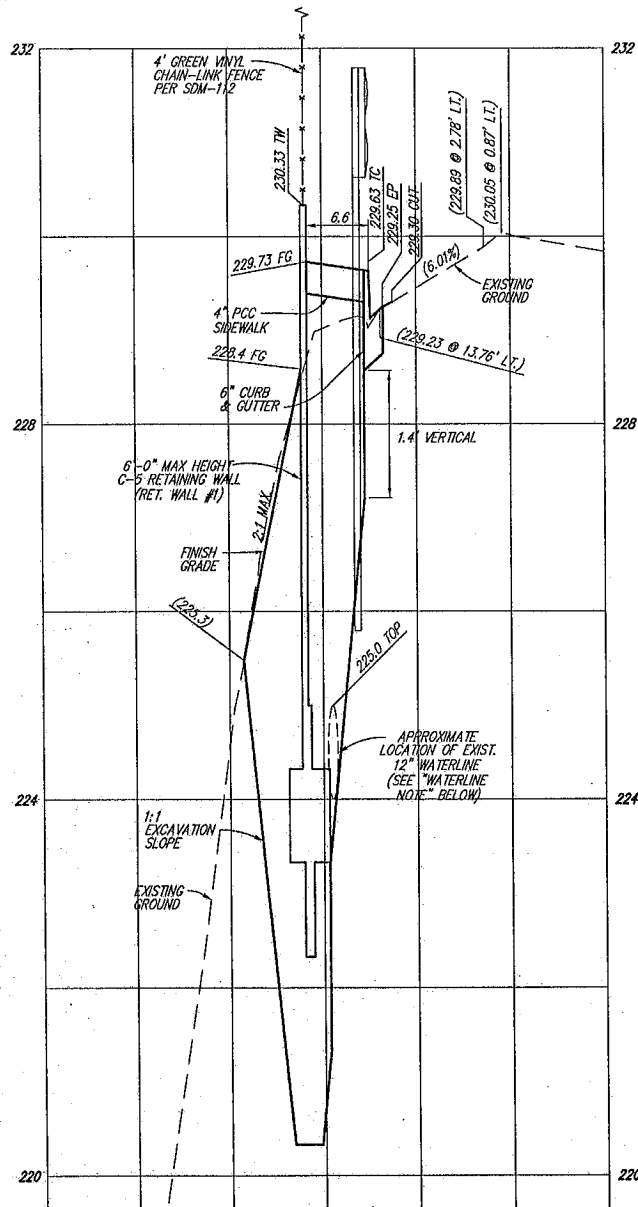 232
232
4' GREEN VINYL
CHAIN-LINK FENCE
PER SDM-112
230.33 TW
6.6
229.63 TC
229.25 EP
229.30 CUT
(229.89 @ 2.78' LT.)
(230.05 @ 0.87' LT.)
229.73 FG
(6.01%)
EXISTING
GROUND
4" PCC
SIDEWALK
228.4 FG
(229.23 @ 13.76' LT.)
6" CURB
& GUTTER
228
228
1.4' VERTICAL
6'-0" MAX HEIGHT
C-5 RETAINING WALL
(RET. WALL #1)
2:1 MAX
FINISH
GRADE
(225.3)
225.0 TOP
APPROXIMATE
LOCATION OF EXIST.
12" WATERLINE
(SEE "WATERLINE
NOTE" BELOW)
224
224
1:1
EXCAVATION
SLOPE
EXISTING
GROUND
220
220